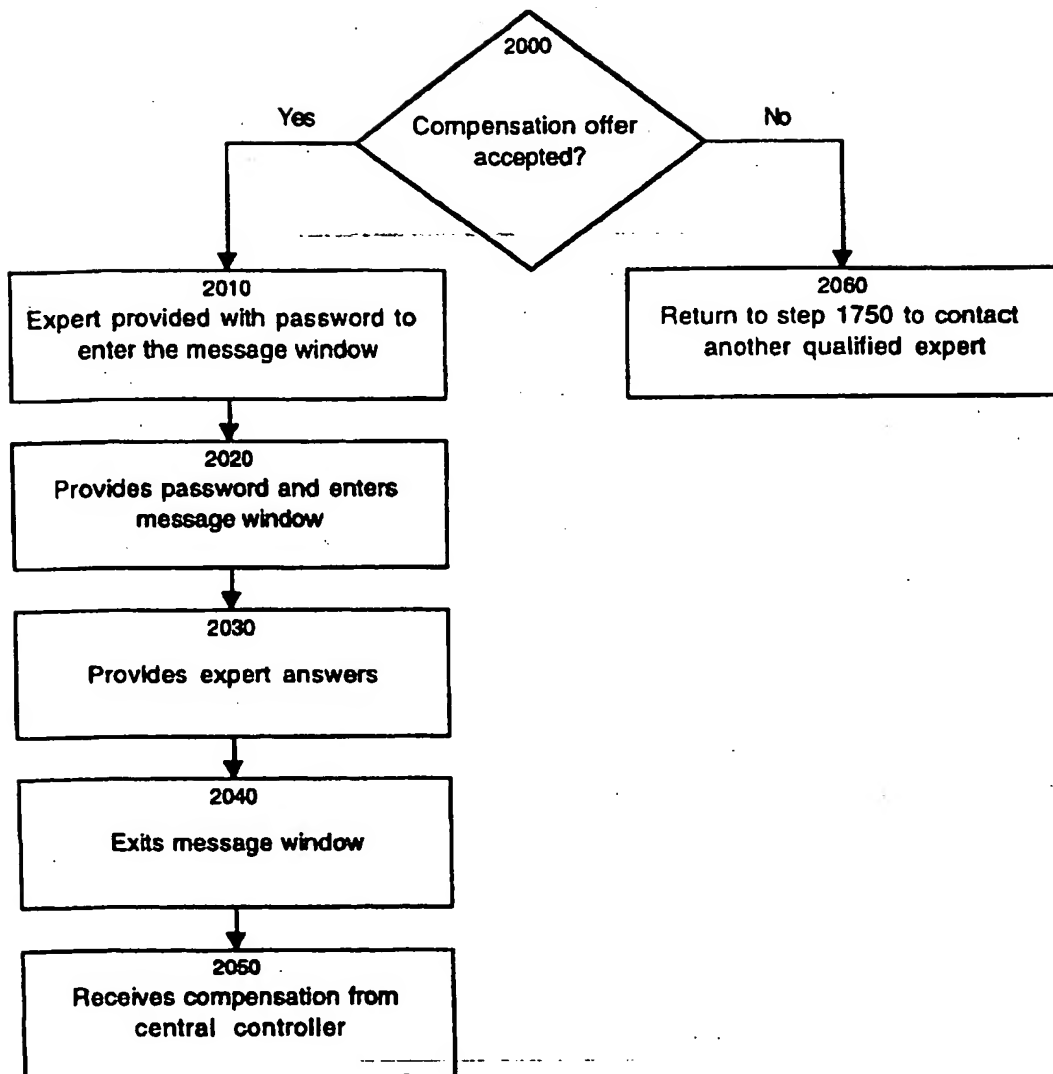 2000
Compensation offer
accepted?
Yes
No
2010
Expert provided with password to
enter the message window
2060
Return to step 1750 to contact
another qualified expert
2020
Provides password and enters
message window
2030
Provides expert answers
2040
Exits message window
2050
Receives compensation from
central controller